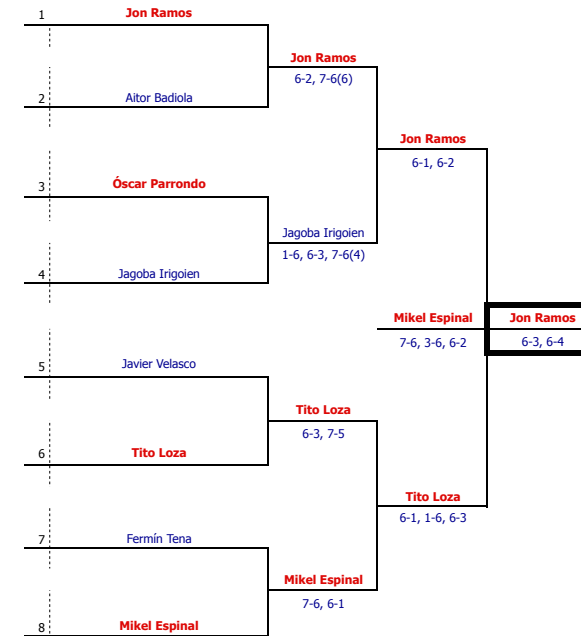 1 Jon Ramos
Jon Ramos
6-2, 7-6(6)
2 Aitor Badiola
Jon Ramos
6-1, 6-2
3 Óscar Parrondo
Jagoba Irigoien
1-6, 6-3, 7-6(4)
4 Jagoba Irigoien
Mikel Espinal Jon Ramos
7-6, 3-6, 6-2 6-3, 6-4
5 Javier Velasco
Tito Loza
6-3, 7-5
6 Tito Loza
Tito Loza
6-1, 1-6, 6-3
7 Fermín Tena
Mikel Espinal
7-6, 6-1
8 Mikel Espinal